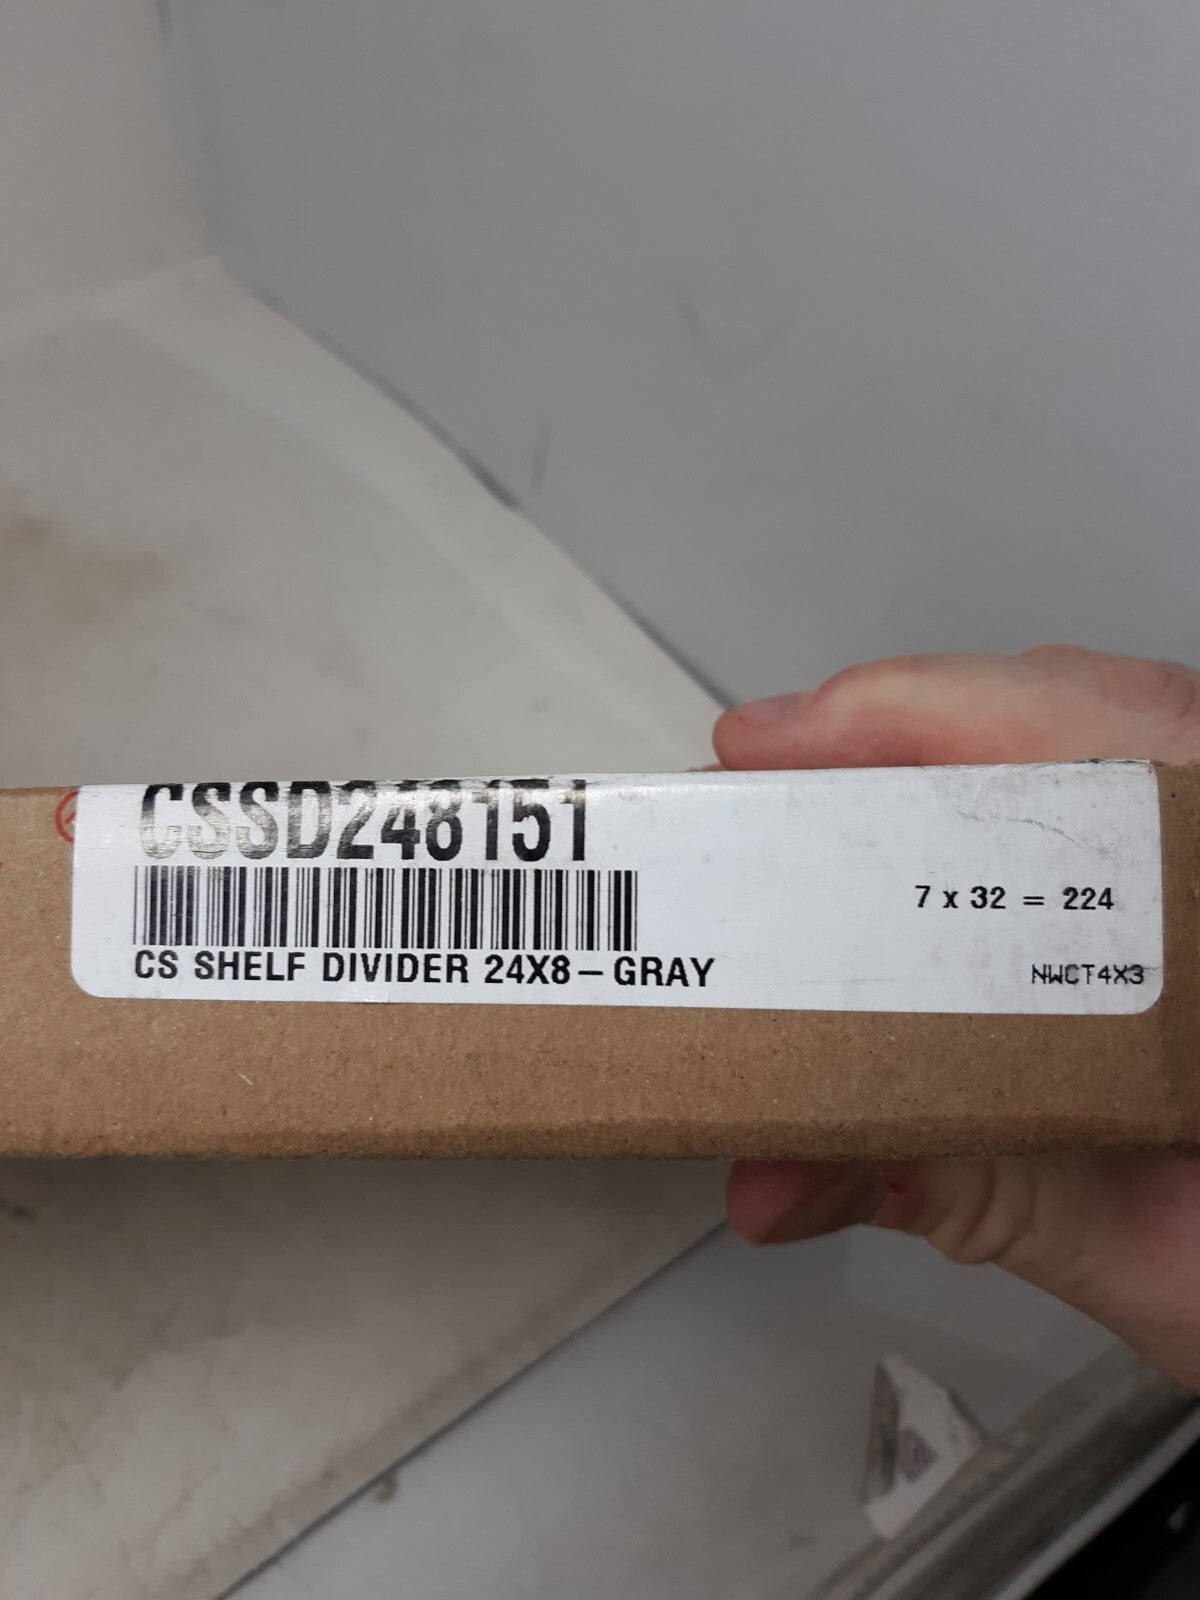 CSSD248151
7 x 32 = 224
CS SHELF DIVIDER 24X8-GRAY
NWCT4X3